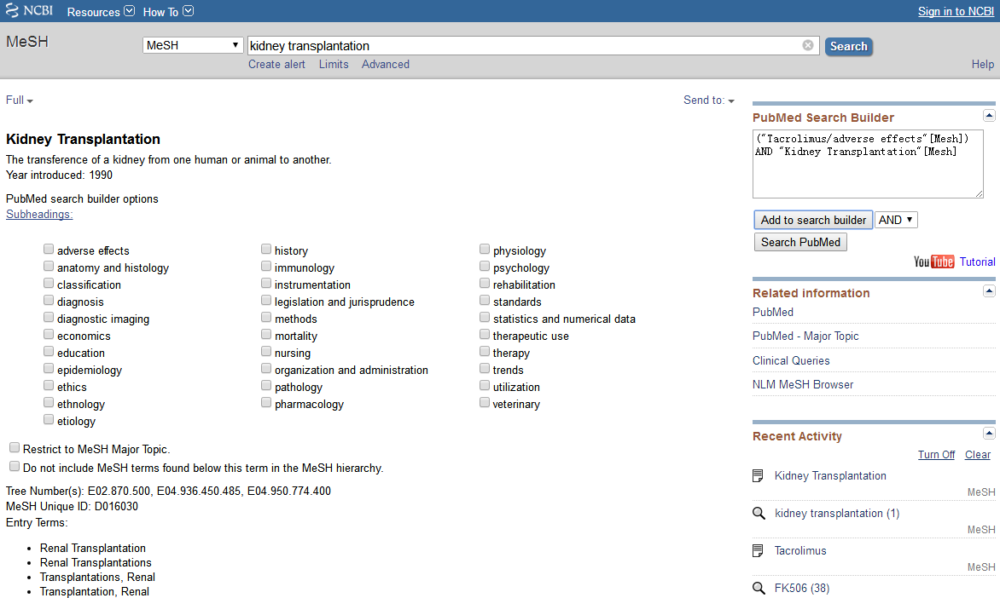 NCBI Resources How To Sign in to NCBI
MeSH MeSH kidney transplantation Search
Create alert Limits Advanced Help
Full Send to:
Kidney Transplantation
The transference of a kidney from one human or animal to another.
Year introduced: 1990
PubMed search builder options
Subheadings:
adverse effects
anatomy and histology
classification
diagnosis
diagnostic imaging
economics
education
epidemiology
ethics
ethnology
etiology
history
immunology
instrumentation
legislation and jurisprudence
methods
mortality
nursing
organization and administration
pathology
pharmacology
physiology
psychology
rehabilitation
standards
statistics and numerical data
therapeutic use
therapy
trends
utilization
veterinary
Restrict to MeSH Major Topic.
Do not include MeSH terms found below this term in the MeSH hierarchy.
Tree Number(s): E02.870.500, E04.936.450.485, E04.950.774.400
MeSH Unique ID: D016030
Entry Terms:
Renal Transplantation
Renal Transplantations
Transplantations, Renal
Transplantation, Renal
PubMed Search Builder
("Tacrolimus/adverse effects"[Mesh])
AND "Kidney Transplantation"[Mesh]
Add to search builder AND
Search PubMed
YouTube Tutorial
Related information
PubMed
PubMed - Major Topic
Clinical Queries
NLM MeSH Browser
Recent Activity
Turn Off Clear
Kidney Transplantation
MeSH
kidney transplantation (1)
MeSH
Tacrolimus
MeSH
FK506 (38)